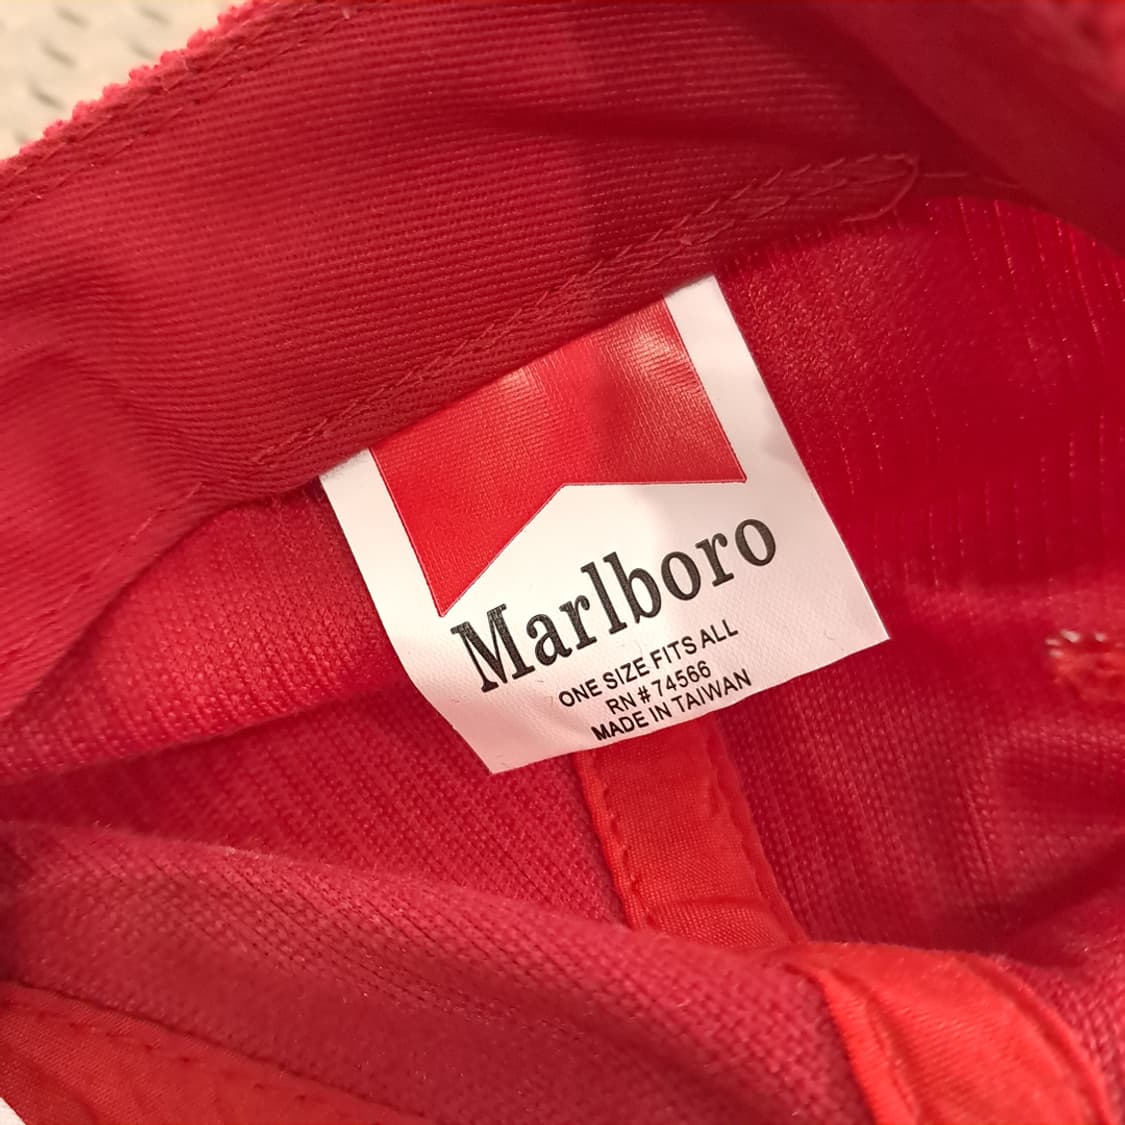 Marlboro
ONE SIZE FITS ALL
RN # 74566
MADE IN TAIWAN